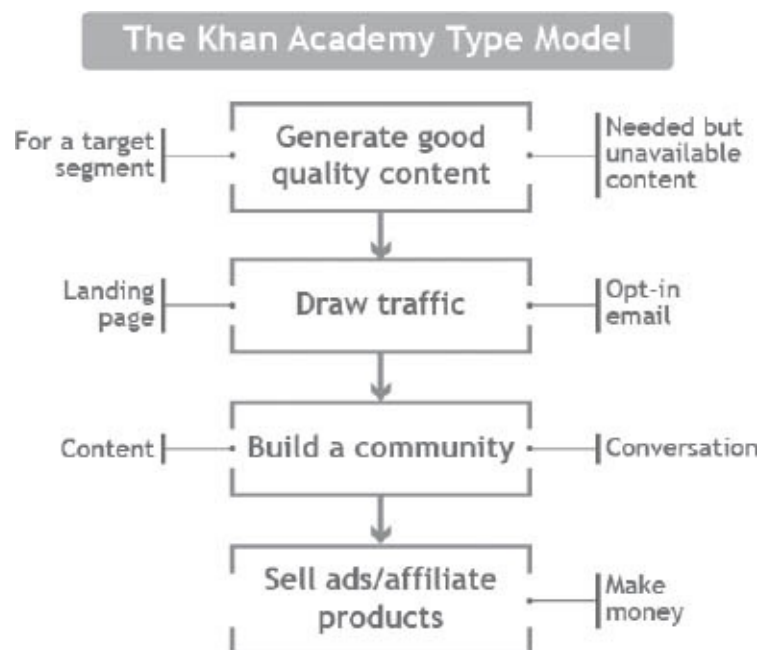 The Khan Academy Type Model
For a target
segment
Generate good
quality content
Needed but
unavailable
content
Landing
page
Draw traffic
Opt-in
email
Content
Build a community
Conversation
Sell ads/affiliate
products
Make
money